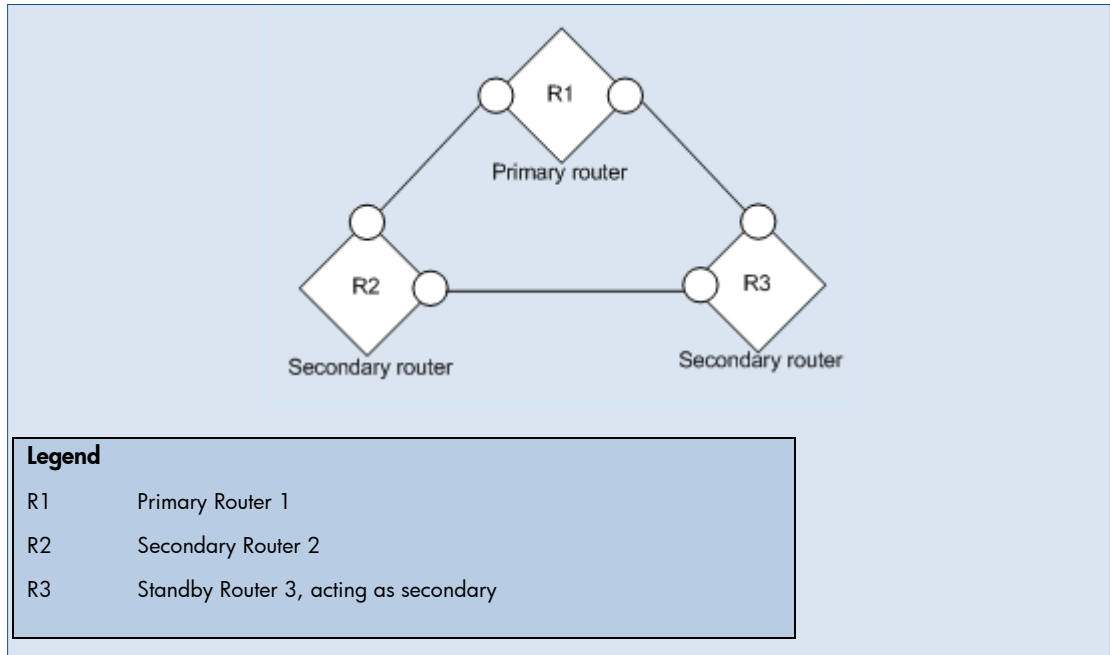 R1
Primary router
R2
R3
Secondary router
Secondary router
Legend
R1 Primary Router 1
R2 Secondary Router 2
R3 Standby Router 3, acting as secondary